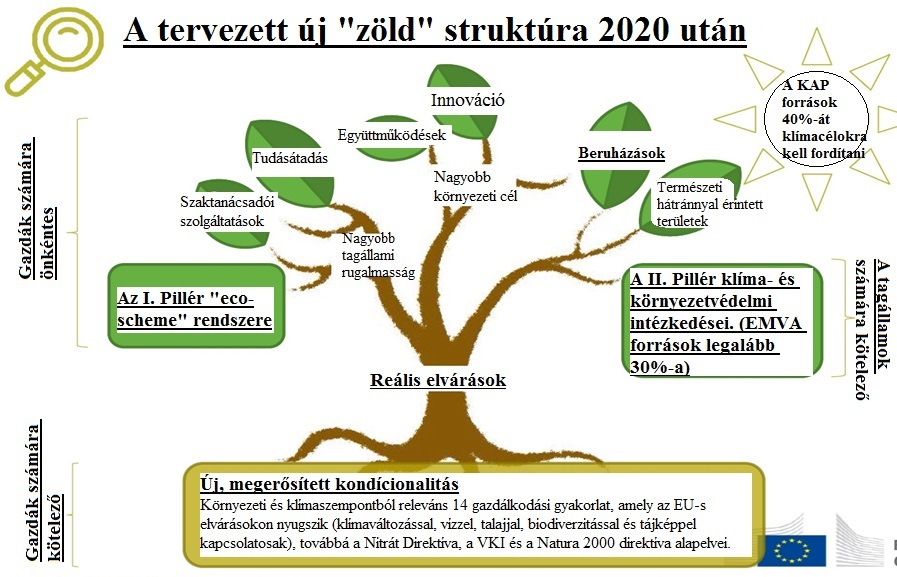 A tervezett új "zöld" struktúra 2020 után
A KAP
források
40%-át
klímacélokra
kell fordítani
Gazdák számára
önkéntes
Innováció
Együttműködések
Tudásátadás
Beruházások
Szaktanácsadói
szolgáltatások
Nagyobb
környezeti cél
Természeti
hátránnyal érintett
területek
Nagyobb
tagállami
rugalmasság
Az I. Pillér "eco-
scheme" rendszere
A II. Pillér klíma- és
környezetvédelmi
intézkedései. (EMVA
források legalább
30%-a)
A tagállamok
számára kötelező
Reális elvárások
Gazdák számára
kötelező
Új, megerősített kondícionalitás
Környezeti és klimaszempontból releváns 14 gazdálkodási gyakorlat, amely az EU-s
elvárásokon nyugszik (klímaváltozással, vizzel, talajjal, biodiverzitással és tájképpel
kapcsolatosak), továbbá a Nitrát Direktíva, a VKI és a Natura 2000 direktíva alapelvei.